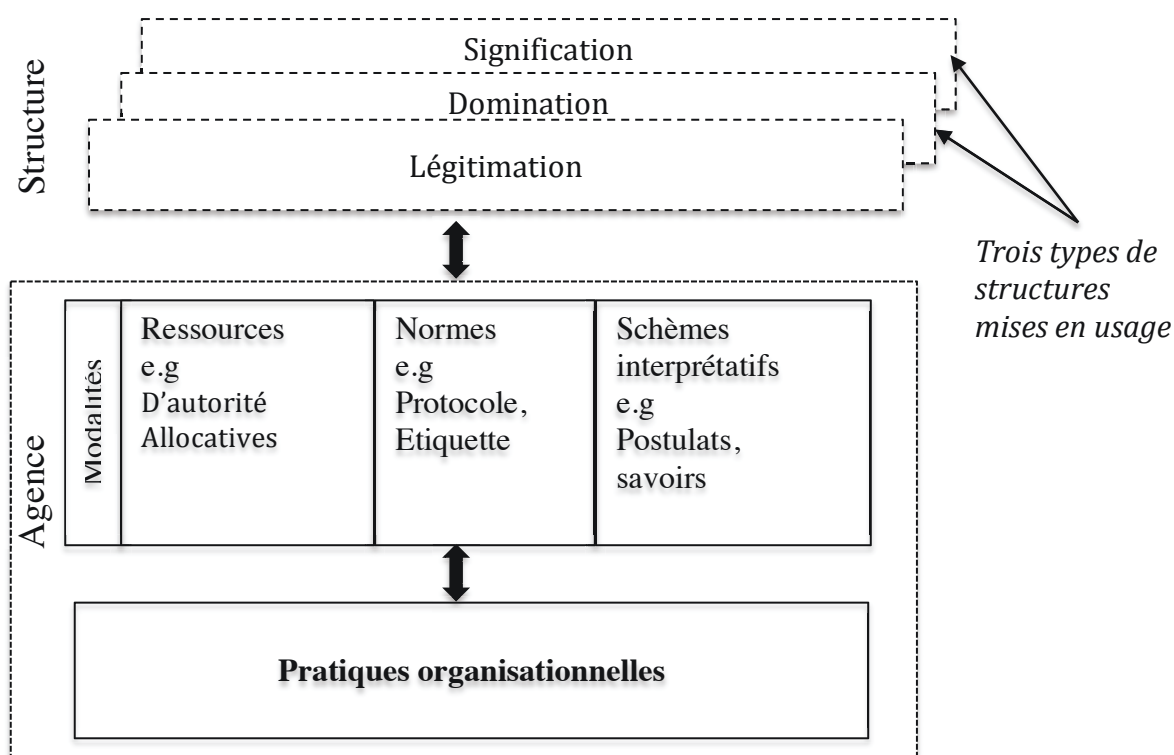 Structure
Signification
Domination
Légitimation
Trois types de
structures
mises en usage
Agence
Modalités
Ressources
e.g
D'autorité
Allocatives
Normes
e.g
Protocole,
Etiquette
Schèmes
interprétatifs
e.g
Postulats,
savoirs
Pratiques organisationnelles